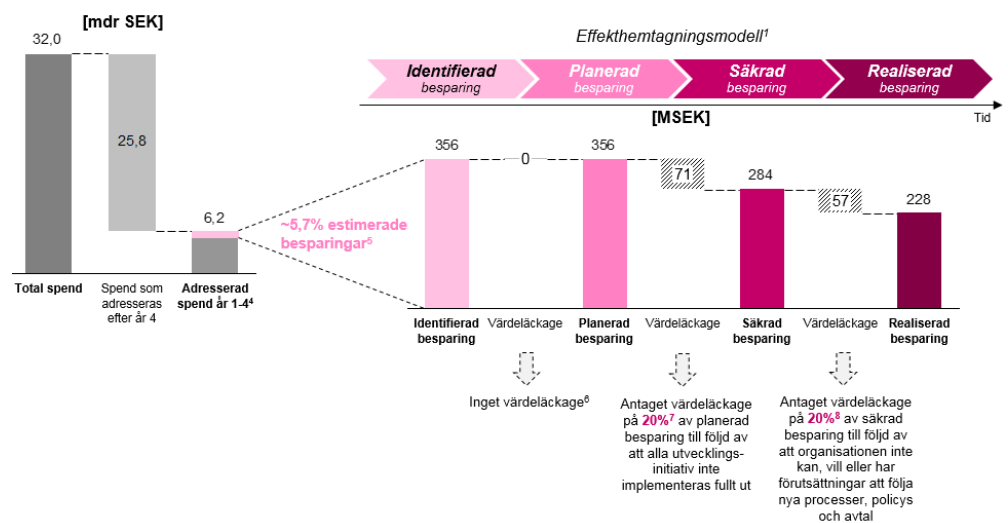 [mdr SEK]
32,0
25,8
6,2
Total spend
Spend som
adresseras
efter år 4
Adresserad
spend år 1-4⁴
~5,7% estimerade
besparingar⁵
Effekthemtagningsmodell¹
Identifierad
besparing
Planerad
besparing
Säkrad
besparing
Realiserad
besparing
Tid
[MSEK]
356
0
356
71
284
57
228
Identifierad
besparing
Värdeläckage
Planerad
besparing
Värdeläckage
Säkrad
besparing
Värdeläckage
Realiserad
besparing
Inget värdeläckage⁶
Antaget värdeläckage
på 20%⁷ av planerad
besparing till följd av
att alla utvecklings-
initiativ inte
implementeras fullt ut
Antaget värdeläckage
på 20%⁸ av säkrad
besparing till följd av
att organisationen inte
kan, vill eller har
förutsättningar att följa
nya processer, policys
och avtal